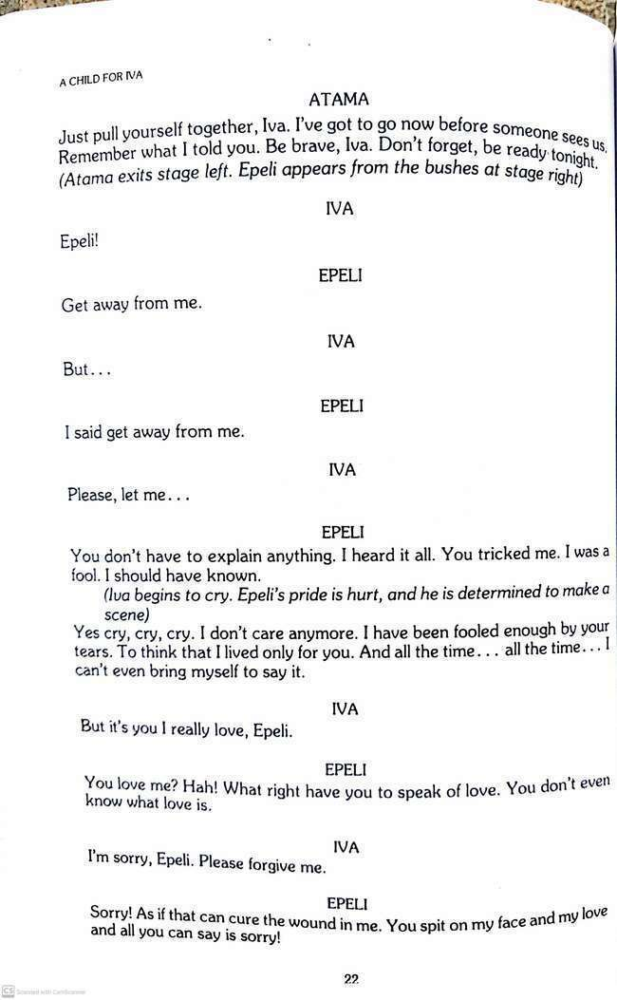 A CHILD FOR IVA
ATAMA
Just pull yourself together, Iva. I've got to go now before someone sees us.
Remember what I told you. Be brave, Iva. Don't forget, be ready tonight.
(Atama exits stage left. Epeli appears from the bushes at stage right)
IVA
Epeli!
EPELI
Get away from me.
IVA
But...
EPELI
I said get away from me.
IVA
Please, let me...
EPELI
You don't have to explain anything. I heard it all. You tricked me. I was a
fool. I should have known.
(Iva begins to cry. Epeli's pride is hurt, and he is determined to make a
scene)
Yes cry, cry, cry. I don't care anymore. I have been fooled enough by your
tears. To think that I lived only for you. And all the time... all the time... I
can't even bring myself to say it.
IVA
But it's you I really love, Epeli.
EPELI
You love me? Hah! What right have you to speak of love. You don't even
know what love is.
IVA
I'm sorry, Epeli. Please forgive me.
EPELI
Sorry! As if that can cure the wound in me. You spit on my face and my love
and all you can say is sorry!
22
CS Scanned with CamScanner